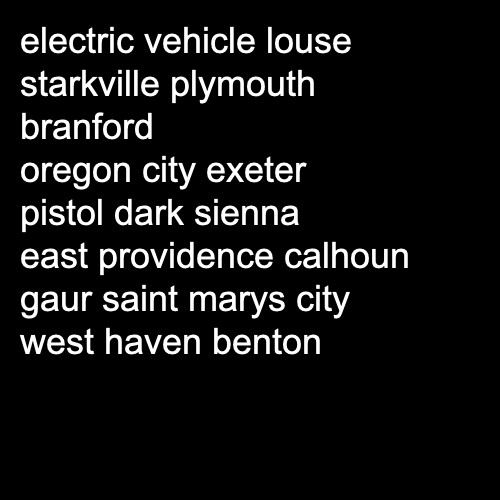 electric vehicle louse
starkville plymouth
branford
oregon city exeter
pistol dark sienna
east providence calhoun
gaur saint marys city
west haven benton